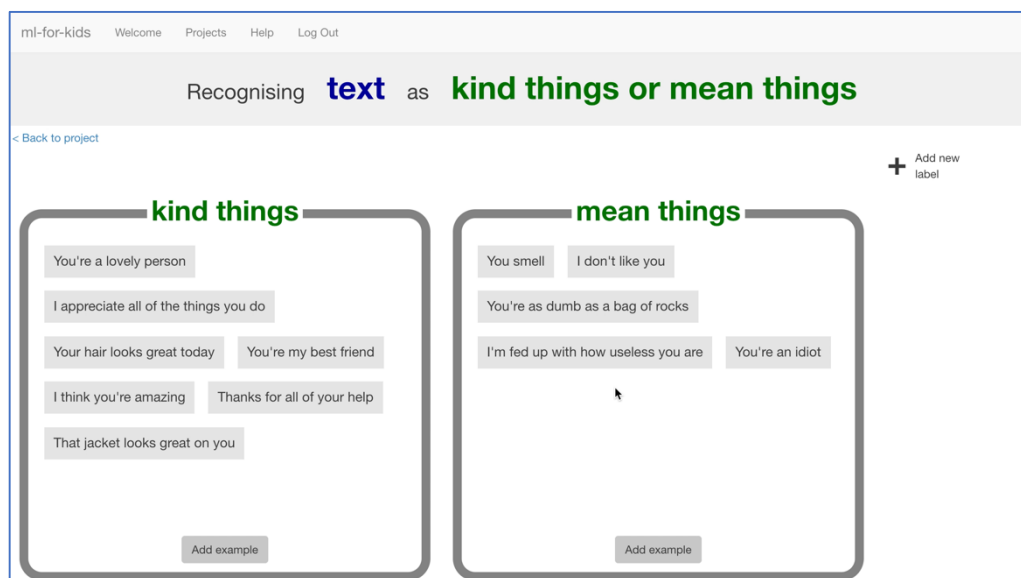 ml-for-kids Welcome Projects Help Log Out
Recognising text as kind things or mean things
< Back to project
+ Add new
label
kind things
You're a lovely person
I appreciate all of the things you do
Your hair looks great today You're my best friend
I think you're amazing Thanks for all of your help
That jacket looks great on you
Add example
mean things
You smell I don't like you
You're as dumb as a bag of rocks
I'm fed up with how useless you are You're an idiot
Add example